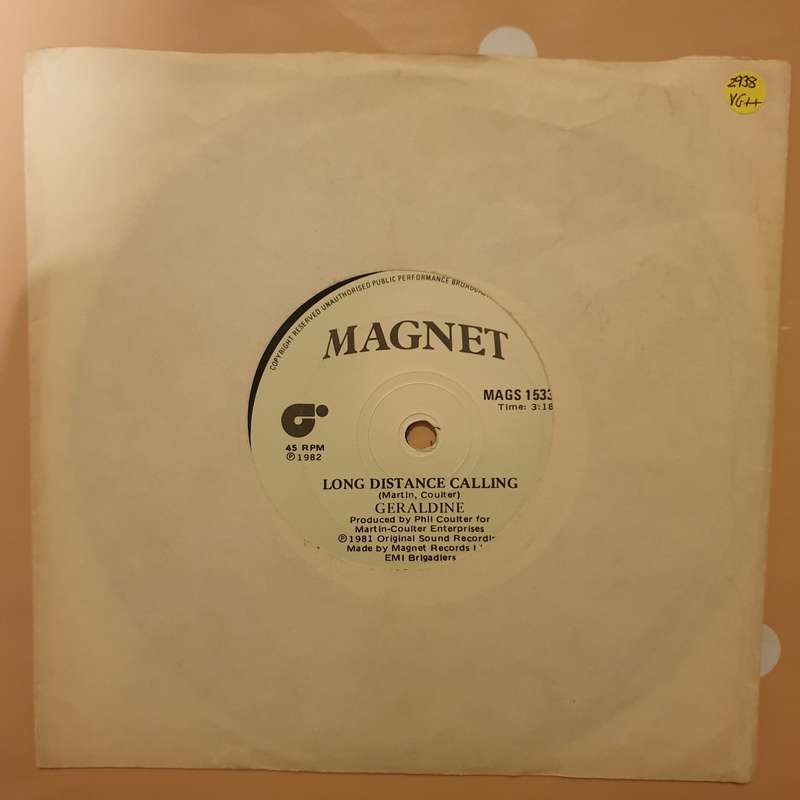 2938
VG++
COPYRIGHT RESERVED UNAUTHORISED PUBLIC PERFORMANCE
MAGNET
MAGS 1533
Time: 3:18
45 RPM
℗ 1982
LONG DISTANCE CALLING
(Martin, Coulter)
GERALDINE
Produced by Phil Coulter for
Martin-Coulter Enterprises
℗ 1981 Original Sound
Made by Magnet Records
EMI Brigadiers